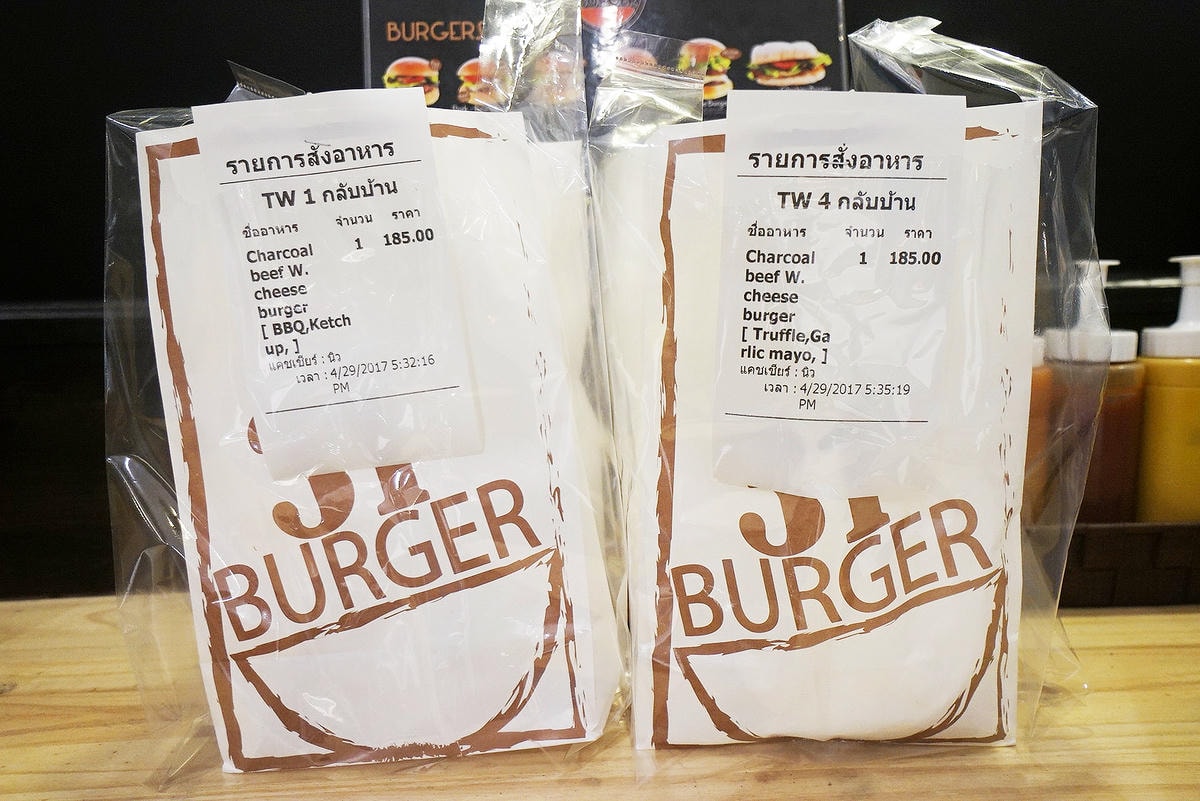 BURGERS
รายการสั่งอาหาร
TW 1 กลับบ้าน
ชื่ออาหาร จำนวน ราคา
Charcoal 1 185.00
beef W.
cheese
burger
[ BBQ,Ketch
up, ]
แคชเชียร์ : นิว
เวลา : 4/29/2017 5:32:16
PM
BURGER
รายการสั่งอาหาร
TW 4 กลับบ้าน
ชื่ออาหาร จำนวน ราคา
Charcoal 1 185.00
beef W.
cheese
burger
[ Truffle,Ga
rlic mayo, ]
แคชเชียร์ : นิว
เวลา : 4/29/2017 5:35:19
PM
BURGER